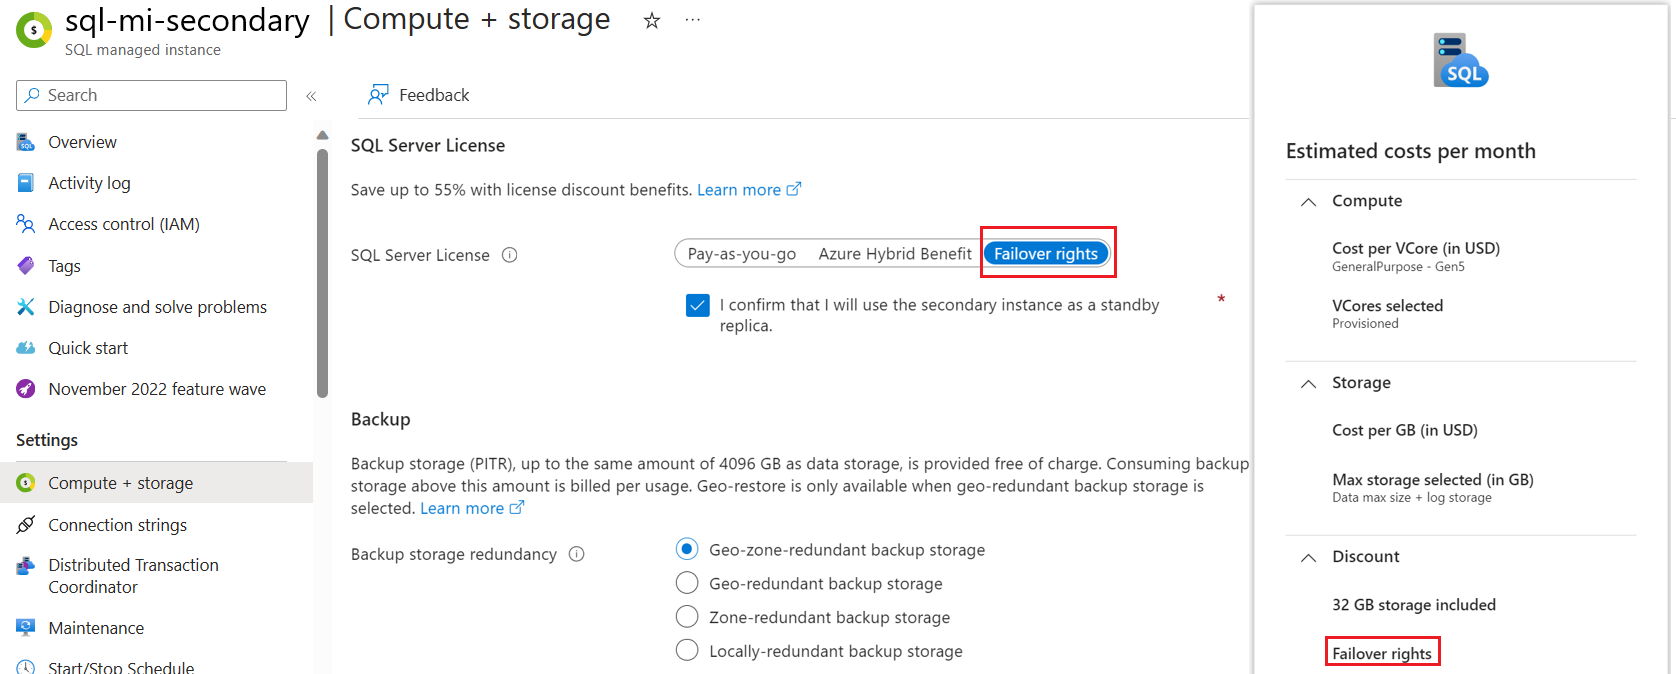 sql-mi-secondary | Compute + storage ☆ ...
SQL managed instance
Search «
Overview
Activity log
Access control (IAM)
Tags
Diagnose and solve problems
Quick start
November 2022 feature wave
Settings
Compute + storage
Connection strings
Distributed Transaction
Coordinator
Maintenance
Start/Stop Schedule
Feedback
SQL Server License
Save up to 55% with license discount benefits. Learn more
SQL Server License
Pay-as-you-go Azure Hybrid Benefit Failover rights
I confirm that I will use the secondary instance as a standby *
replica.
Backup
Backup storage (PITR), up to the same amount of 4096 GB as data storage, is provided free of charge. Consuming backup
storage above this amount is billed per usage. Geo-restore is only available when geo-redundant backup storage is
selected. Learn more
Backup storage redundancy
Geo-zone-redundant backup storage
Geo-redundant backup storage
Zone-redundant backup storage
Locally-redundant backup storage
SQL
Estimated costs per month
Compute
Cost per VCore (in USD)
GeneralPurpose - Gen5
VCores selected
Provisioned
Storage
Cost per GB (in USD)
Max storage selected (in GB)
Data max size + log storage
Discount
32 GB storage included
Failover rights